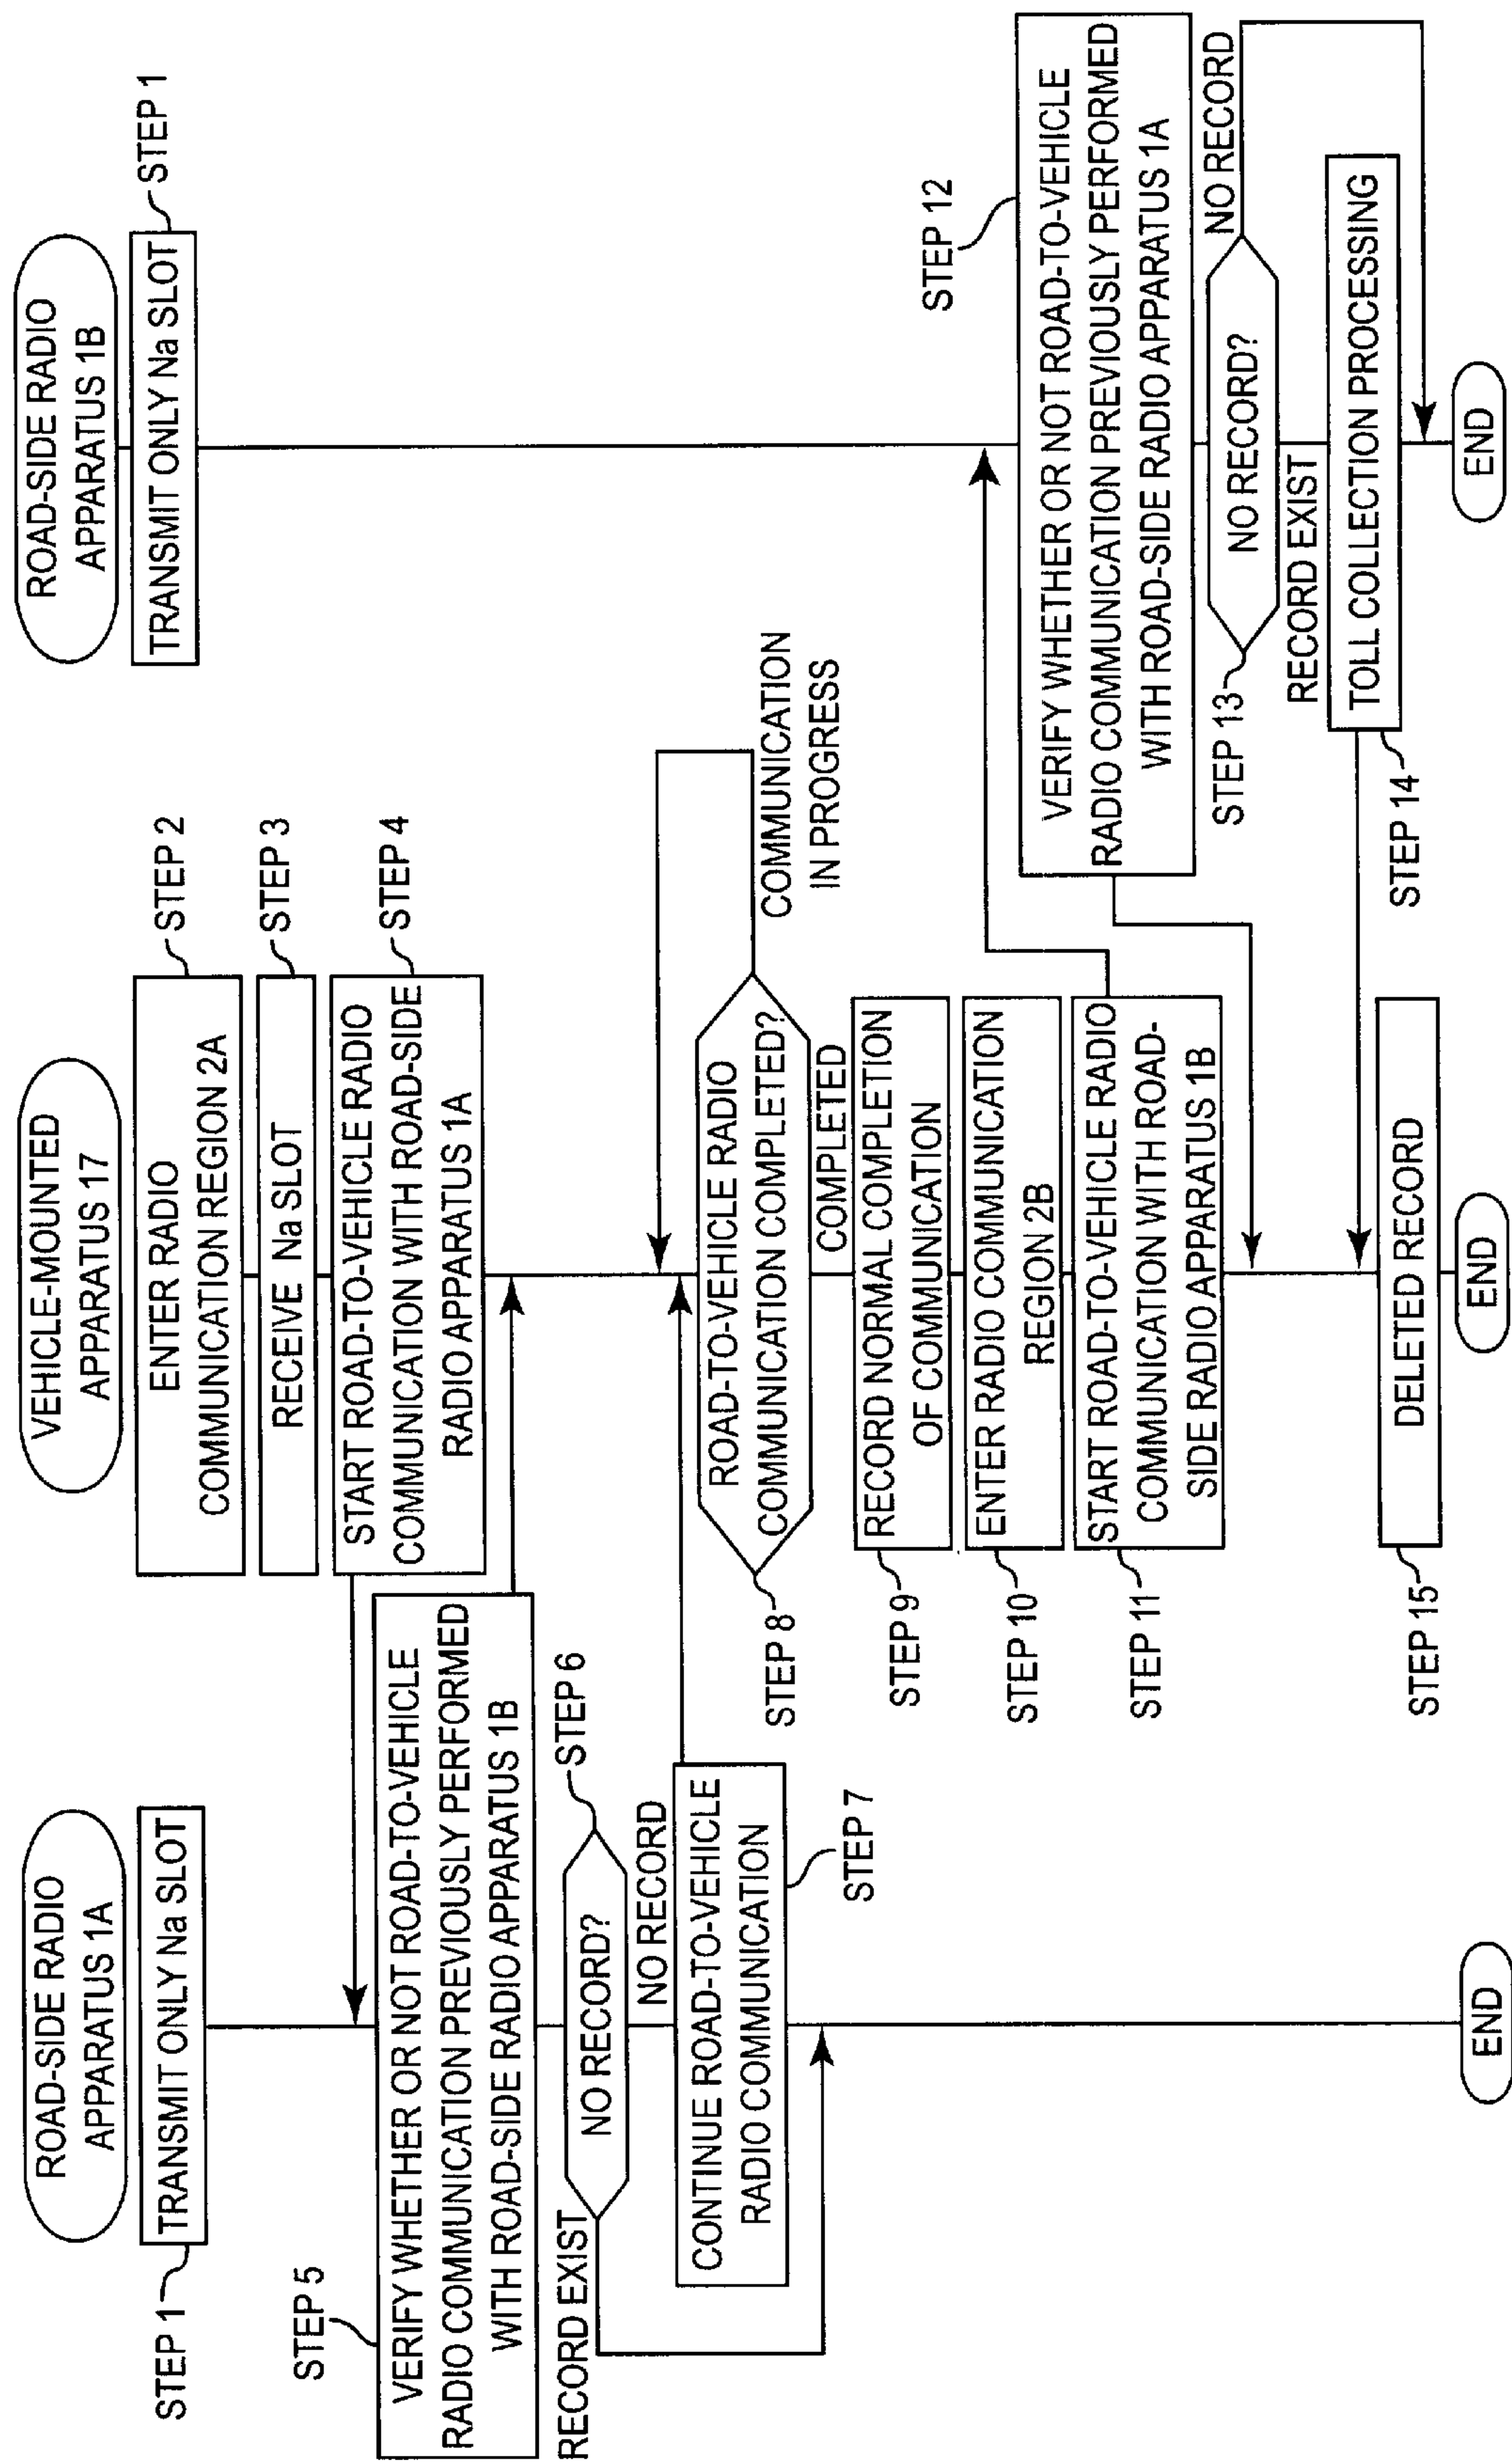 ROAD-SIDE RADIO
APPARATUS 1A
STEP 1
TRANSMIT ONLY Na SLOT
STEP 5
VERIFY WHETHER OR NOT ROAD-TO-VEHICLE
RADIO COMMUNICATION PREVIOUSLY PERFORMED
WITH ROAD-SIDE RADIO APPARATUS 1B
STEP 6
NO RECORD?
RECORD EXIST
NO RECORD
CONTINUE ROAD-TO-VEHICLE
RADIO COMMUNICATION
STEP 7
END
VEHICLE-MOUNTED
APPARATUS 17
ENTER RADIO
COMMUNICATION REGION 2A
STEP 2
RECEIVE Na SLOT
STEP 3
START ROAD-TO-VEHICLE RADIO
COMMUNICATION WITH ROAD-SIDE
RADIO APPARATUS 1A
STEP 4
ROAD-TO-VEHICLE RADIO
COMMUNICATION COMPLETED?
STEP 8
COMMUNICATION
IN PROGRESS
COMPLETED
RECORD NORMAL COMPLETION
OF COMMUNICATION
STEP 9
ENTER RADIO COMMUNICATION
REGION 2B
STEP 10
START ROAD-TO-VEHICLE RADIO
COMMUNICATION WITH ROAD-
SIDE RADIO APPARATUS 1B
STEP 11
DELETED RECORD
STEP 15
END
ROAD-SIDE RADIO
APPARATUS 1B
TRANSMIT ONLY Na SLOT
STEP 1
STEP 12
VERIFY WHETHER OR NOT ROAD-TO-VEHICLE
RADIO COMMUNICATION PREVIOUSLY PERFORMED
WITH ROAD-SIDE RADIO APPARATUS 1A
STEP 13
NO RECORD?
NO RECORD
RECORD EXIST
TOLL COLLECTION PROCESSING
STEP 14
END